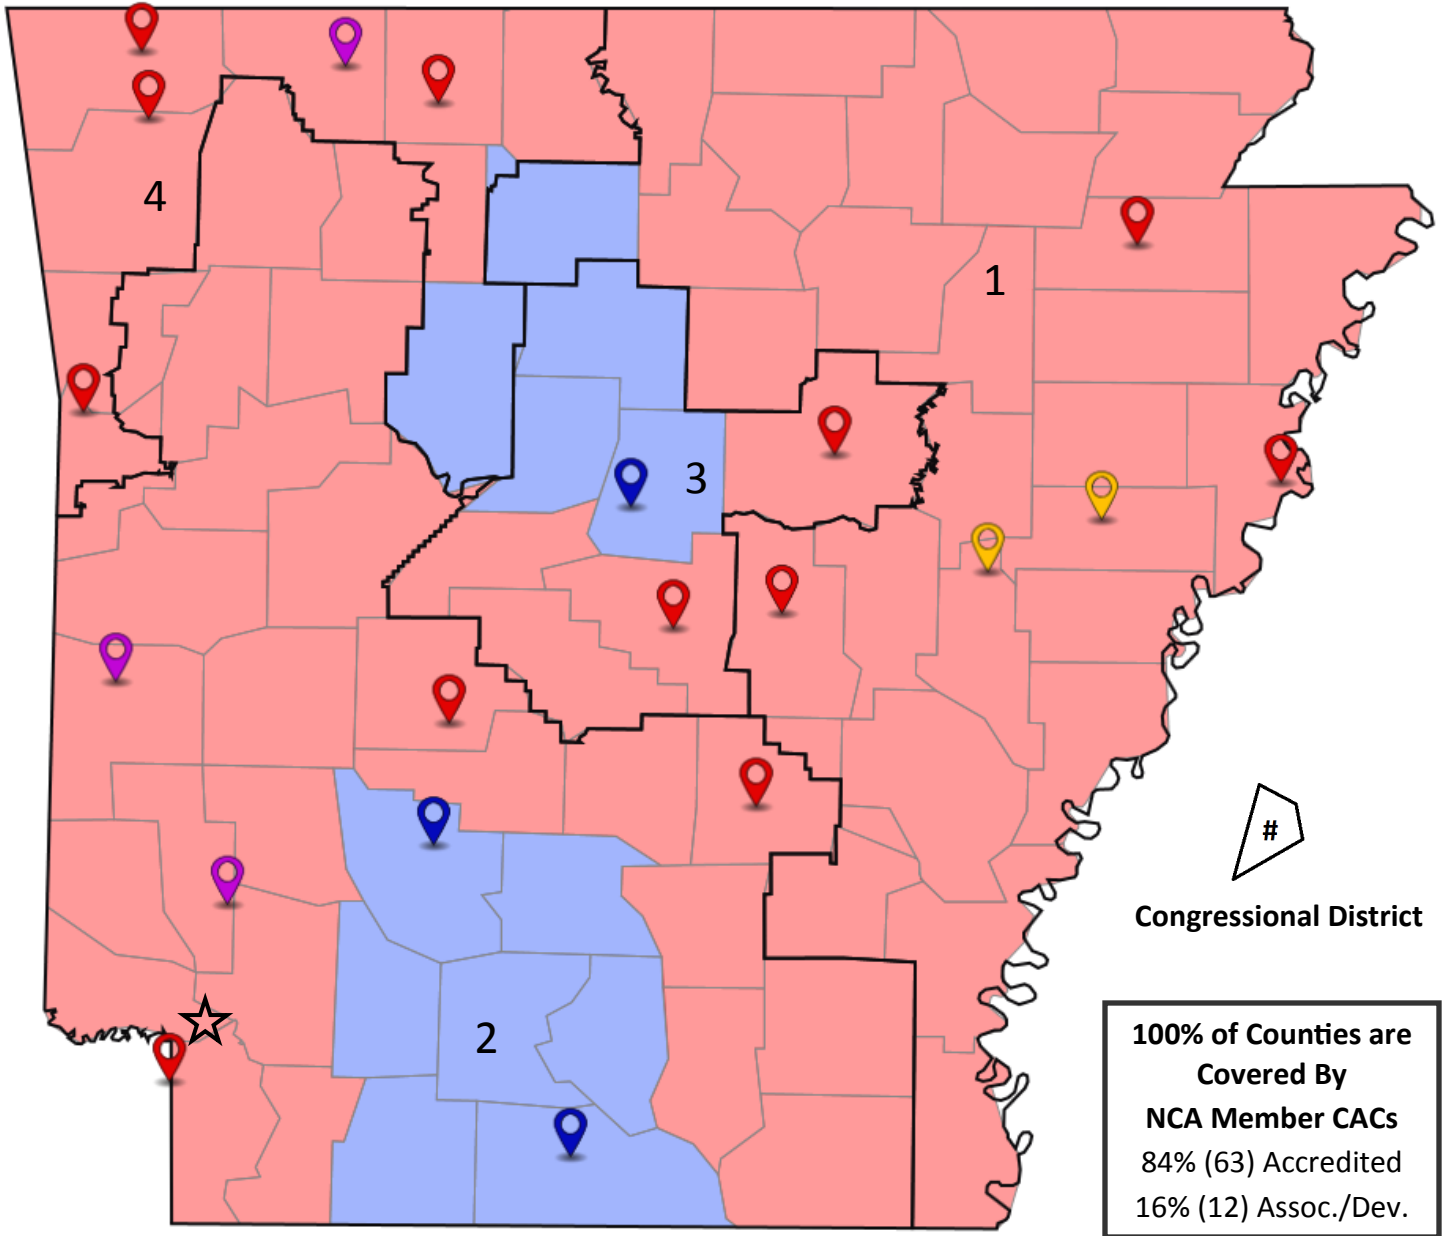 4
1
3
2
#
Congressional District
100% of Counties are
Covered By
NCA Member CACs
84% (63) Accredited
16% (12) Assoc./Dev.